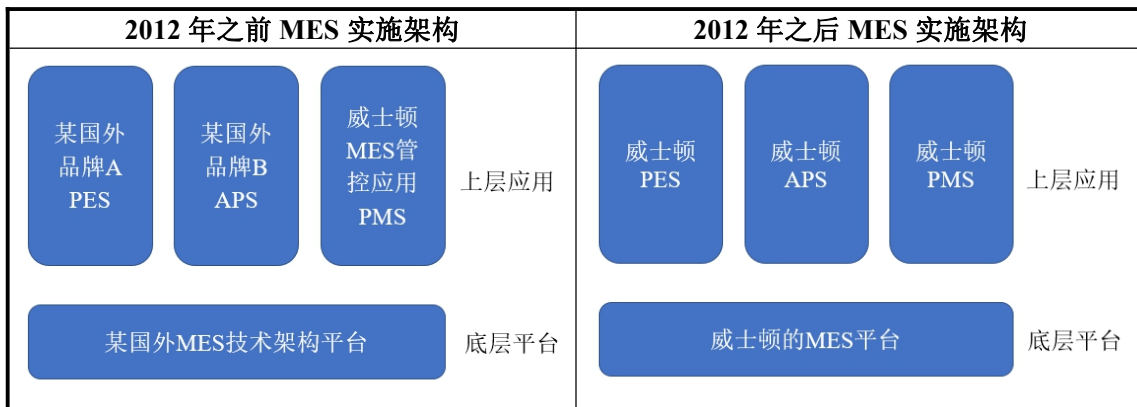 2012 年之前 MES 实施架构
某国外
品牌A
PES
某国外
品牌B
APS
威士顿
MES管
控应用
PMS
上层应用
某国外MES技术架构平台
底层平台
2012 年之后 MES 实施架构
威士顿
PES
威士顿
APS
威士顿
PMS
上层应用
威士顿的MES平台
底层平台